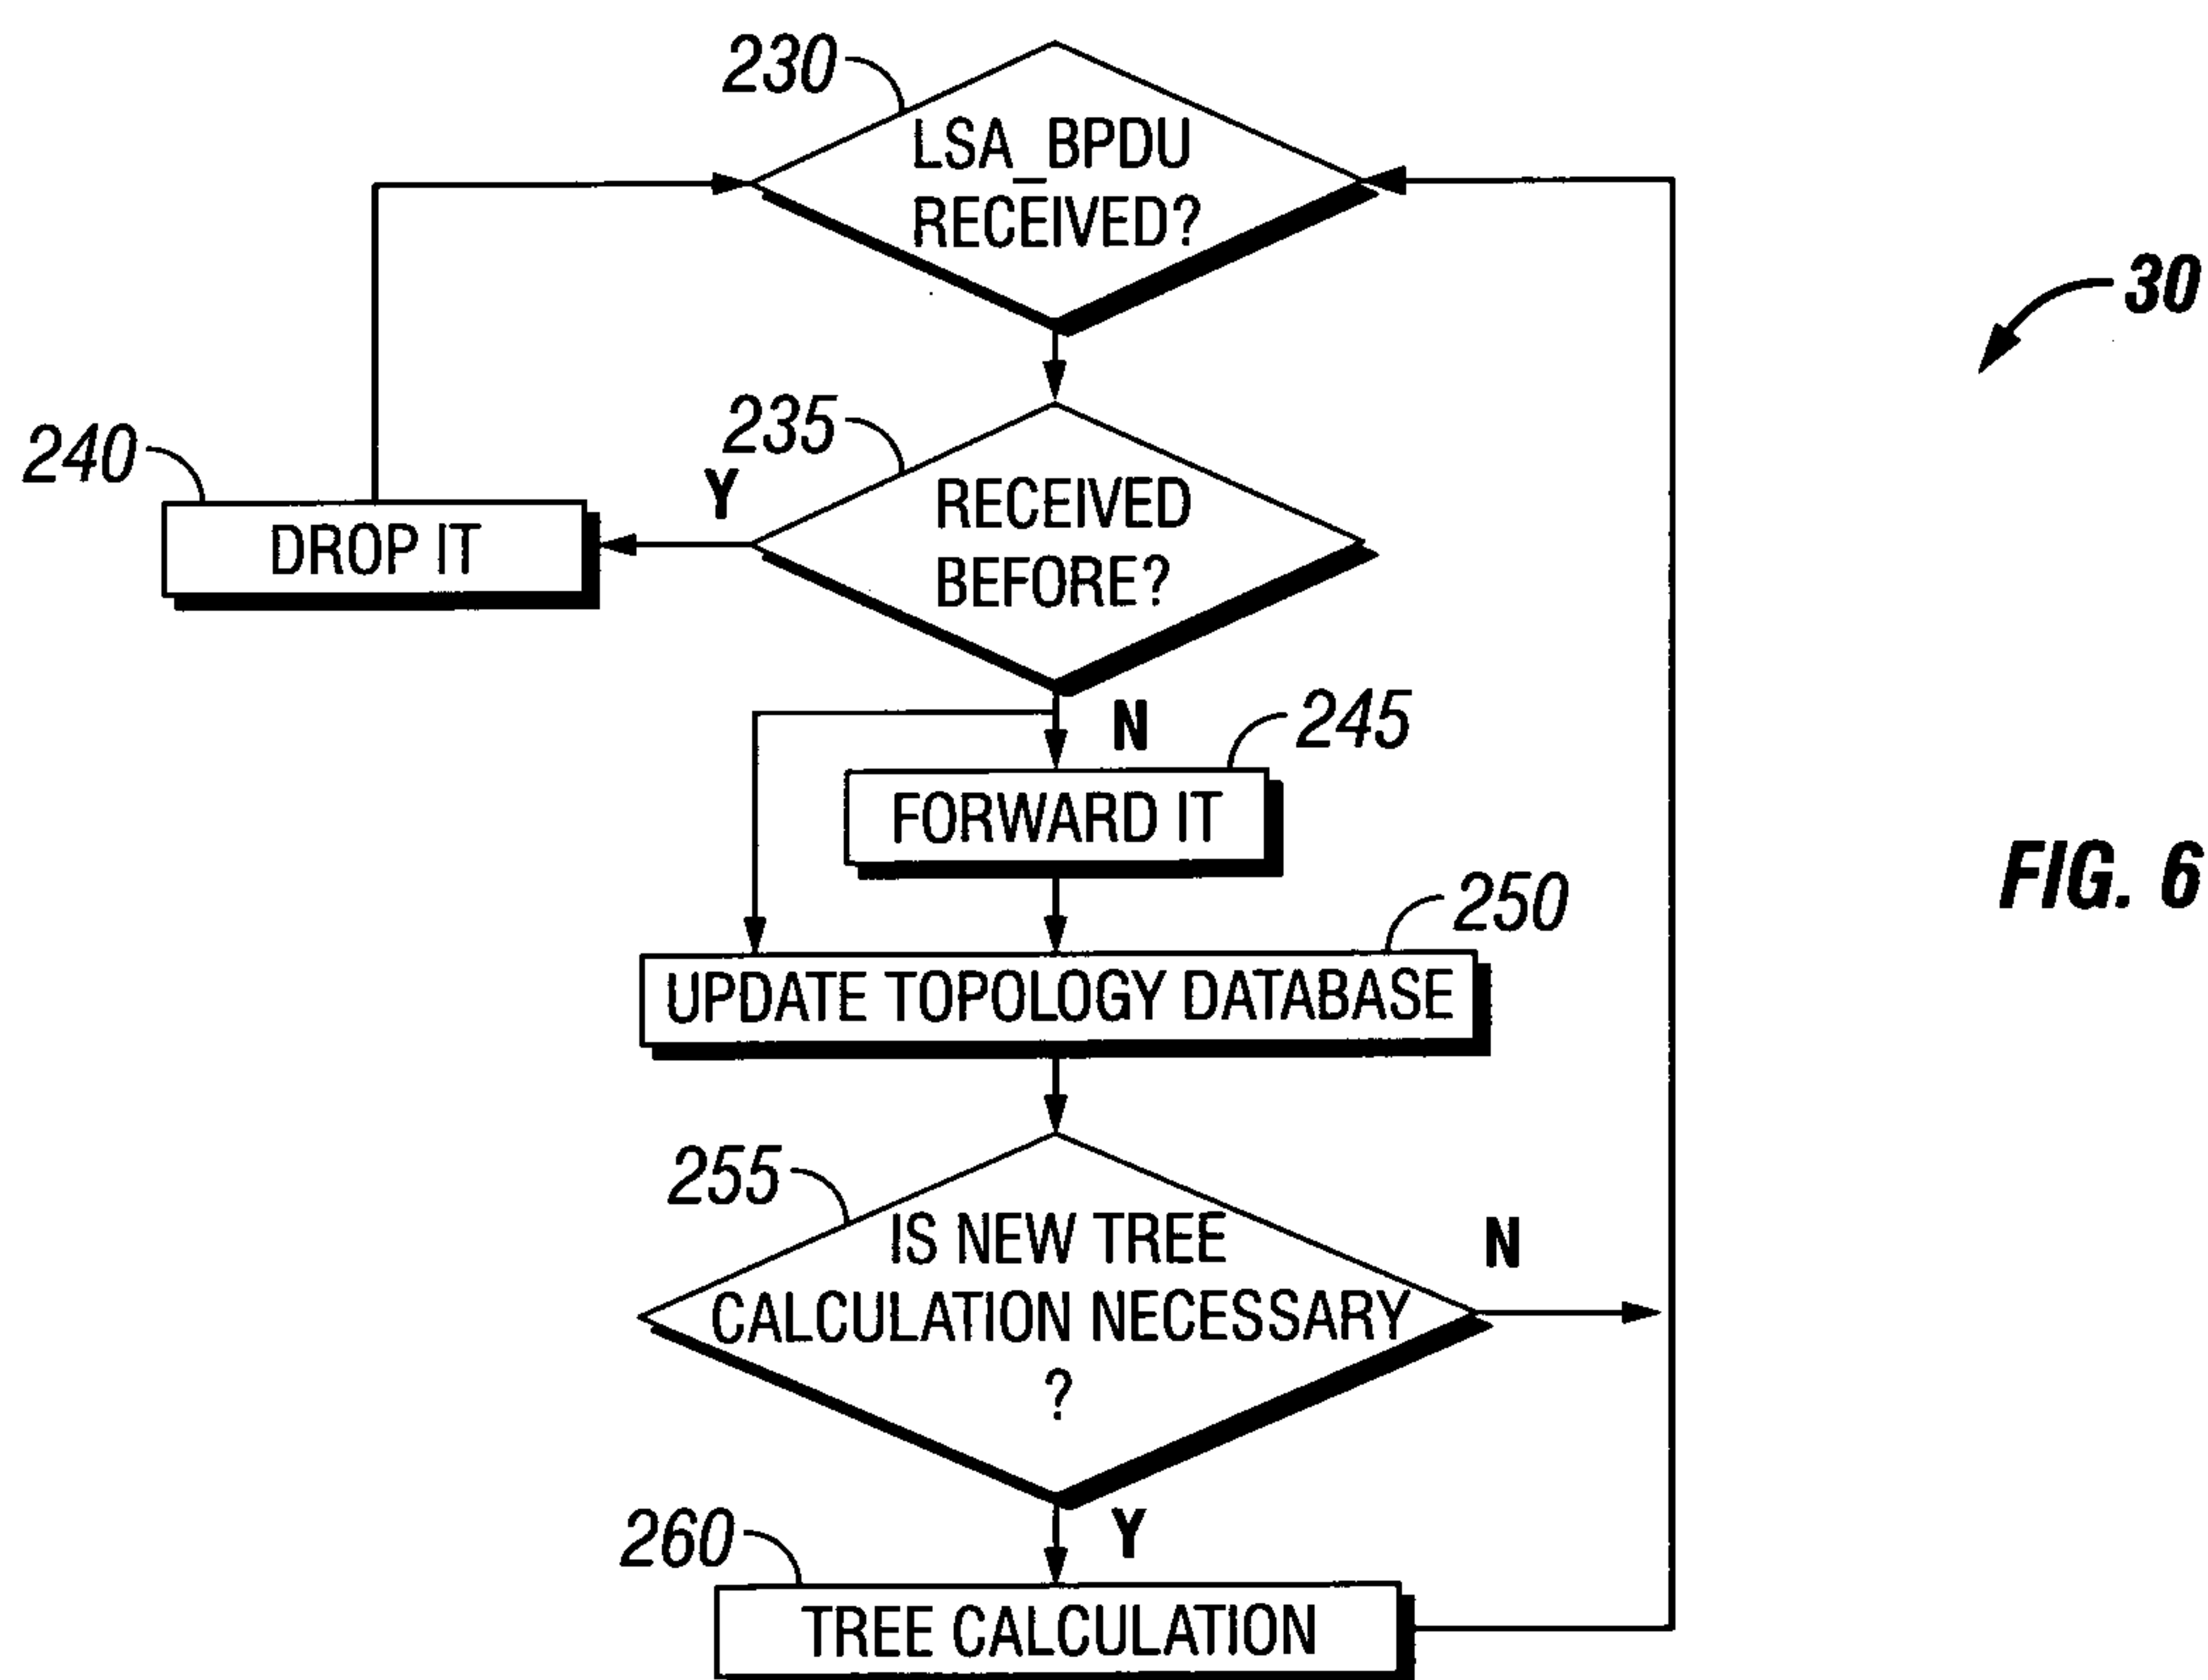 230
LSA_BPDU
RECEIVED?
30
235
240
Y
RECEIVED
BEFORE?
DROP IT
N
245
FORWARD IT
FIG. 6
250
UPDATE TOPOLOGY DATABASE
255
IS NEW TREE
CALCULATION NECESSARY
?
N
Y
260
TREE CALCULATION